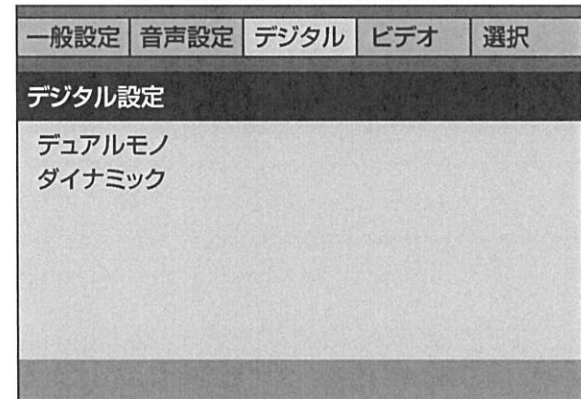 一般設定 音声設定 デジタル ビデオ 選択
デジタル設定
デュアルモノ
ダイナミック